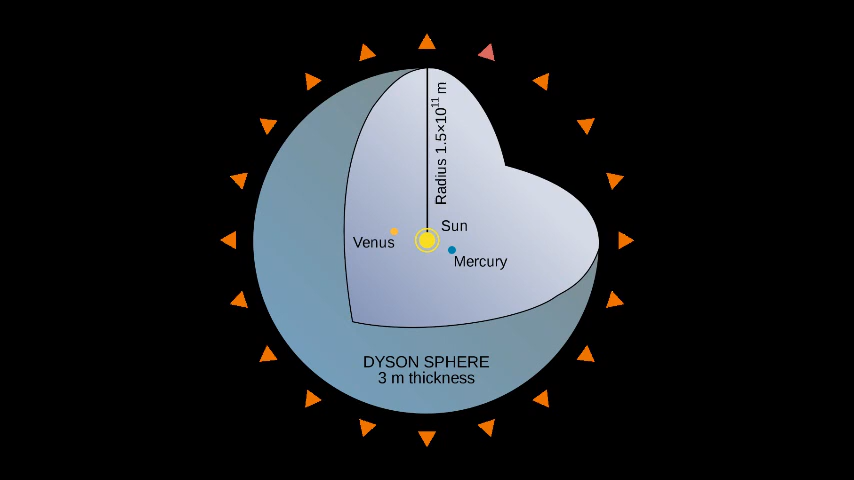 Radius 1.5×10¹¹ m
Sun
Venus
Mercury
DYSON SPHERE
3 m thickness